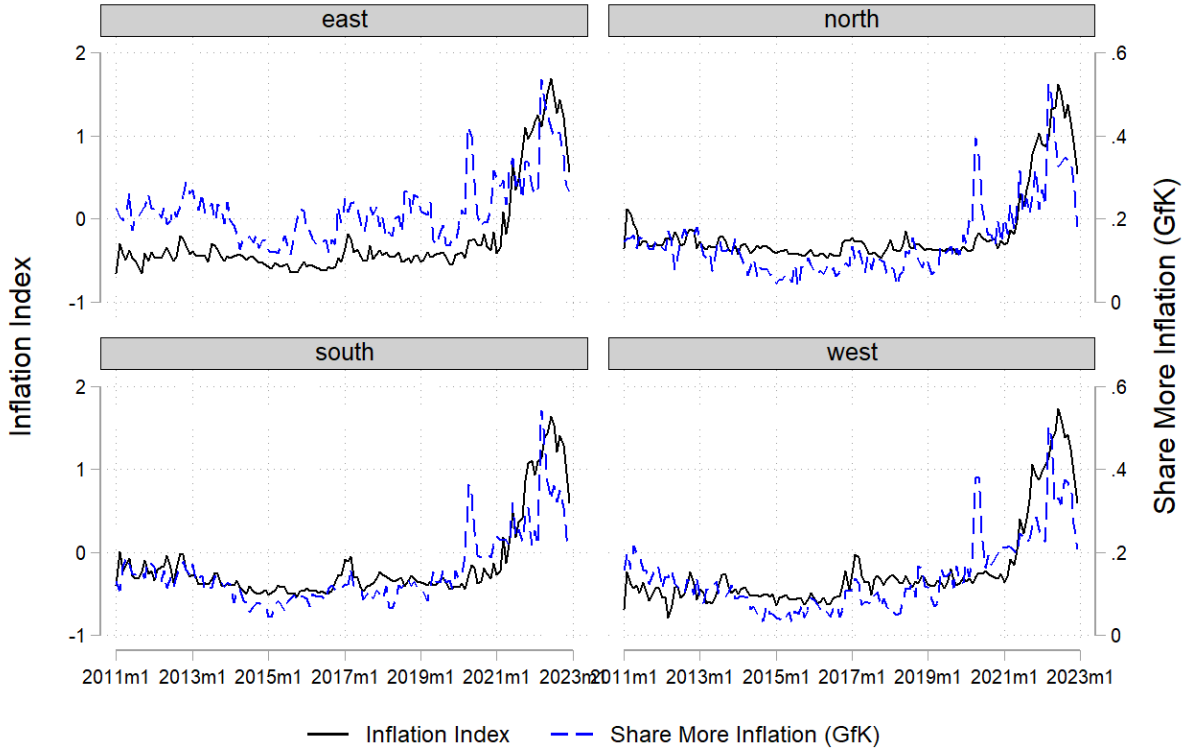 east
north
2
1
0
-1
.6
.4
.2
0
south
west
2
1
0
-1
.6
.4
.2
0
Inflation Index
Share More Inflation (GfK)
2011m1 2013m1 2015m1 2017m1 2019m1 2021m1 2023m1
2011m1 2013m1 2015m1 2017m1 2019m1 2021m1 2023m1
Inflation Index Share More Inflation (GfK)